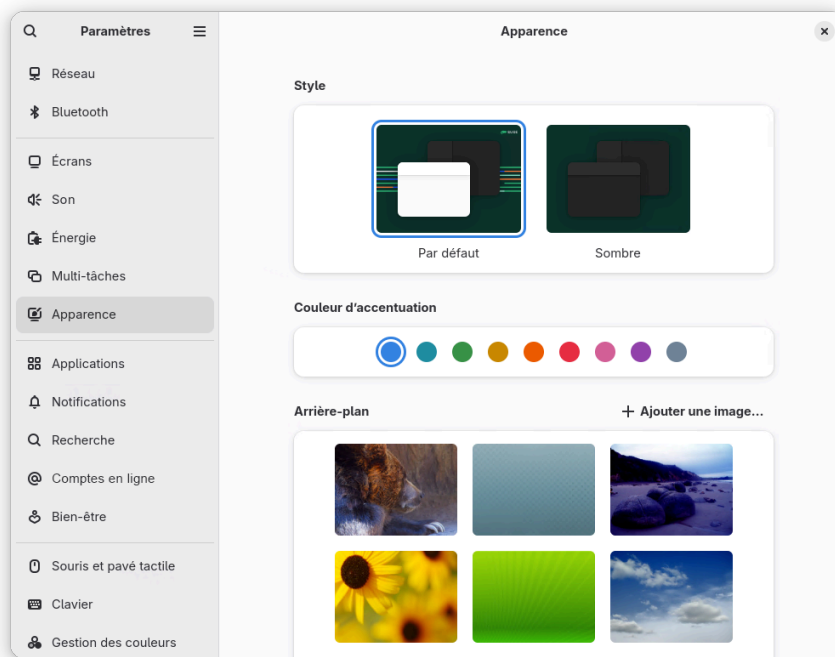 Paramètres
Réseau
Bluetooth
Écrans
Son
Énergie
Multi-tâches
Apparence
Applications
Notifications
Recherche
Comptes en ligne
Bien-être
Souris et pavé tactile
Clavier
Gestion des couleurs
Apparence
Style
Par défaut
Sombre
Couleur d’accentuation
Arrière-plan
Ajouter une image…